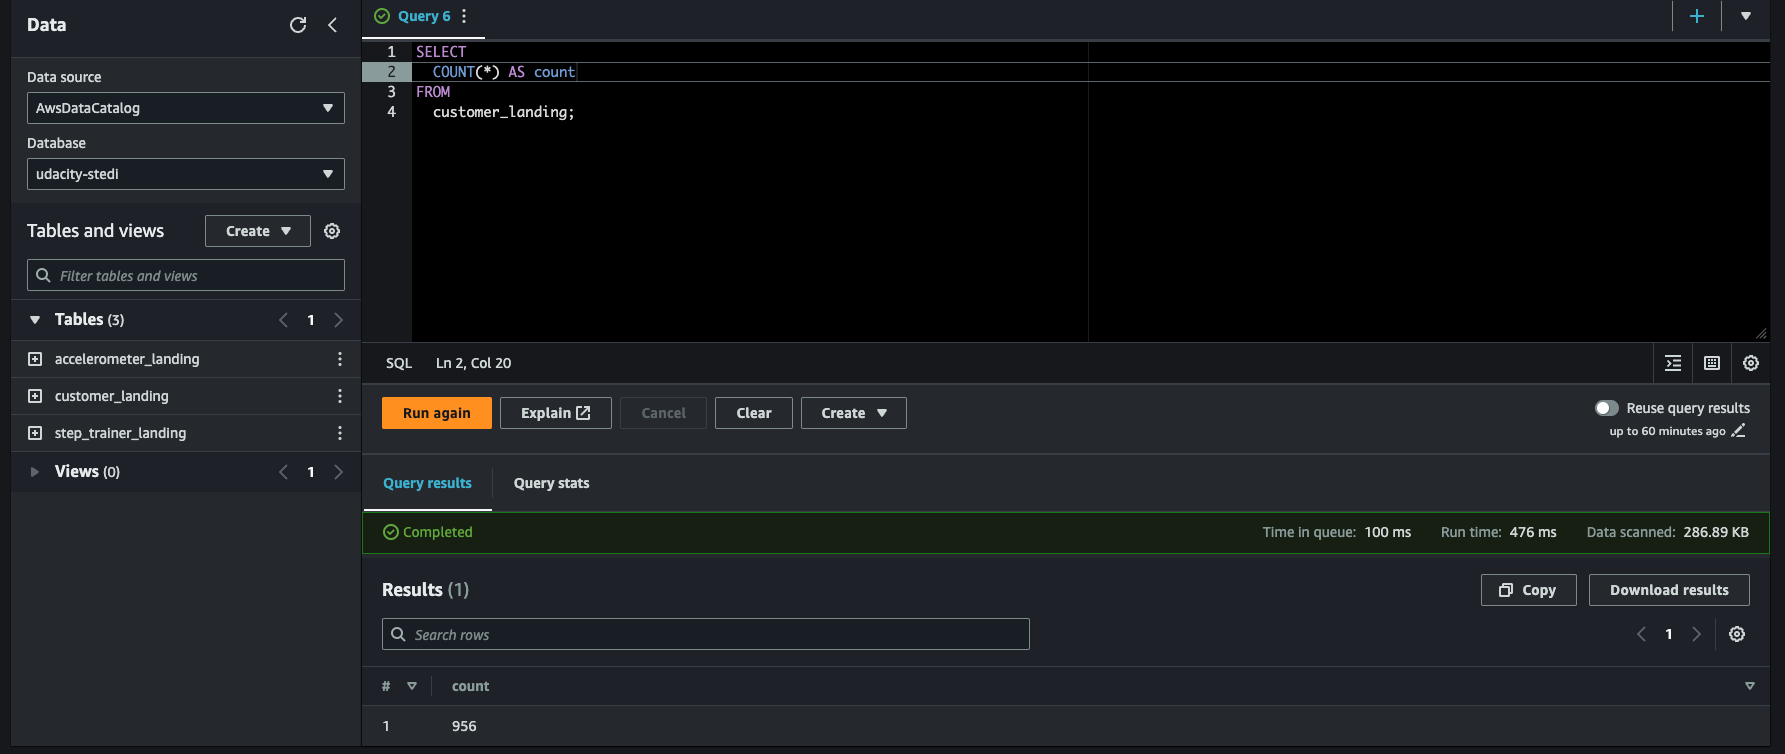 Data
Data source
AwsDataCatalog
Database
udacity-stedi
Tables and views
Create
Filter tables and views
Tables (3)
1
accelerometer_landing
customer_landing
step_trainer_landing
Views (0)
1
Query 6
1 SELECT
2 COUNT(*) AS count
3 FROM
4 customer_landing;
SQL Ln 2, Col 20
Run again Explain Cancel Clear Create
Reuse query results
up to 60 minutes ago
Query results Query stats
Completed Time in queue: 100 ms Run time: 476 ms Data scanned: 286.89 KB
Results (1)
Copy Download results
Search rows
1
# count
1 956